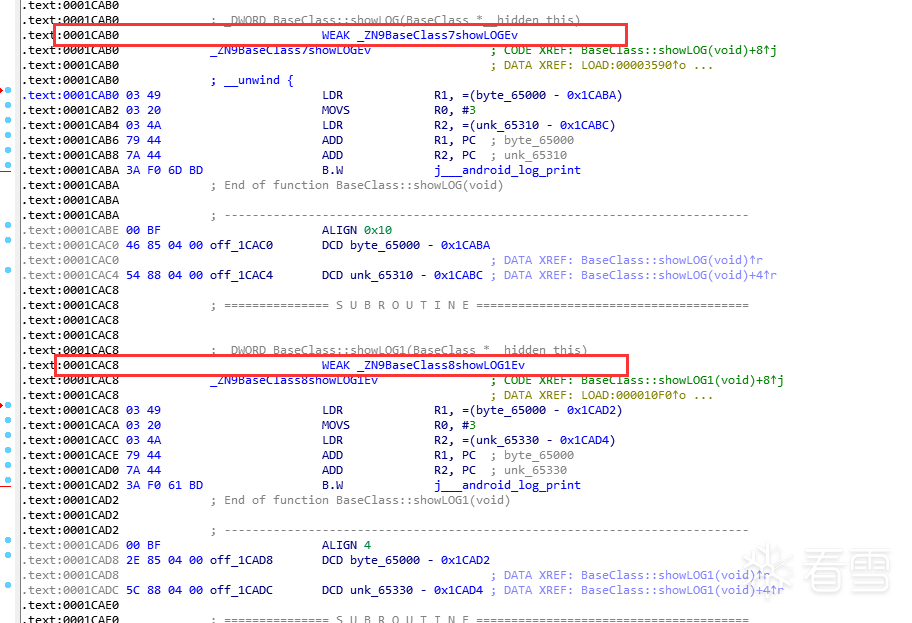 .text:0001CAB0
.text:0001CAB0 ; _DWORD BaseClass::showLOG(BaseClass *__hidden this)
.text:0001CAB0 WEAK _ZN9BaseClass7showLOGEv
.text:0001CAB0 _ZN9BaseClass7showLOGEv ; CODE XREF: BaseClass::showLOG(void)+8↑j
.text:0001CAB0 ; DATA XREF: LOAD:00003590↑o ...
.text:0001CAB0 ; __unwind {
.text:0001CAB0 03 49 LDR R1, =(byte_65000 - 0x1CABA)
.text:0001CAB2 03 20 MOVS R0, #3
.text:0001CAB4 03 4A LDR R2, =(unk_65310 - 0x1CABC)
.text:0001CAB6 79 44 ADD R1, PC ; byte_65000
.text:0001CAB8 7A 44 ADD R2, PC ; unk_65310
.text:0001CABA 3A F0 6D BD B.W j___android_log_print
.text:0001CABA ; End of function BaseClass::showLOG(void)
.text:0001CABA
.text:0001CABA ; ---------------------------------------------------------------------------
.text:0001CABE 00 BF ALIGN 0x10
.text:0001CAC0 46 85 04 00 off_1CAC0 DCD byte_65000 - 0x1CABA
.text:0001CAC0 ; DATA XREF: BaseClass::showLOG(void)↑r
.text:0001CAC4 54 88 04 00 off_1CAC4 DCD unk_65310 - 0x1CABC ; DATA XREF: BaseClass::showLOG(void)+4↑r
.text:0001CAC8
.text:0001CAC8 ; =============== S U B R O U T I N E =======================================
.text:0001CAC8
.text:0001CAC8
.text:0001CAC8 ; _DWORD BaseClass::showLOG1(BaseClass *__hidden this)
.text:0001CAC8 WEAK _ZN9BaseClass8showLOG1Ev
.text:0001CAC8 _ZN9BaseClass8showLOG1Ev ; CODE XREF: BaseClass::showLOG1(void)+8↑j
.text:0001CAC8 ; DATA XREF: LOAD:000010F0↑o ...
.text:0001CAC8 03 49 LDR R1, =(byte_65000 - 0x1CAD2)
.text:0001CACA 03 20 MOVS R0, #3
.text:0001CACC 03 4A LDR R2, =(unk_65330 - 0x1CAD4)
.text:0001CACE 79 44 ADD R1, PC ; byte_65000
.text:0001CAD0 7A 44 ADD R2, PC ; unk_65330
.text:0001CAD2 3A F0 61 BD B.W j___android_log_print
.text:0001CAD2 ; End of function BaseClass::showLOG1(void)
.text:0001CAD2
.text:0001CAD2 ; ---------------------------------------------------------------------------
.text:0001CAD6 00 BF ALIGN 4
.text:0001CAD8 2E 85 04 00 off_1CAD8 DCD byte_65000 - 0x1CAD2
.text:0001CAD8 ; DATA XREF: BaseClass::showLOG1(void)↑r
.text:0001CADC 5C 88 04 00 off_1CADC DCD unk_65330 - 0x1CAD4 ; DATA XREF: BaseClass::showLOG1(void)+4↑r
.text:0001CAE0
.text:0001CAE0 ; =============== S U B R O U T I N E =======================================
看雪